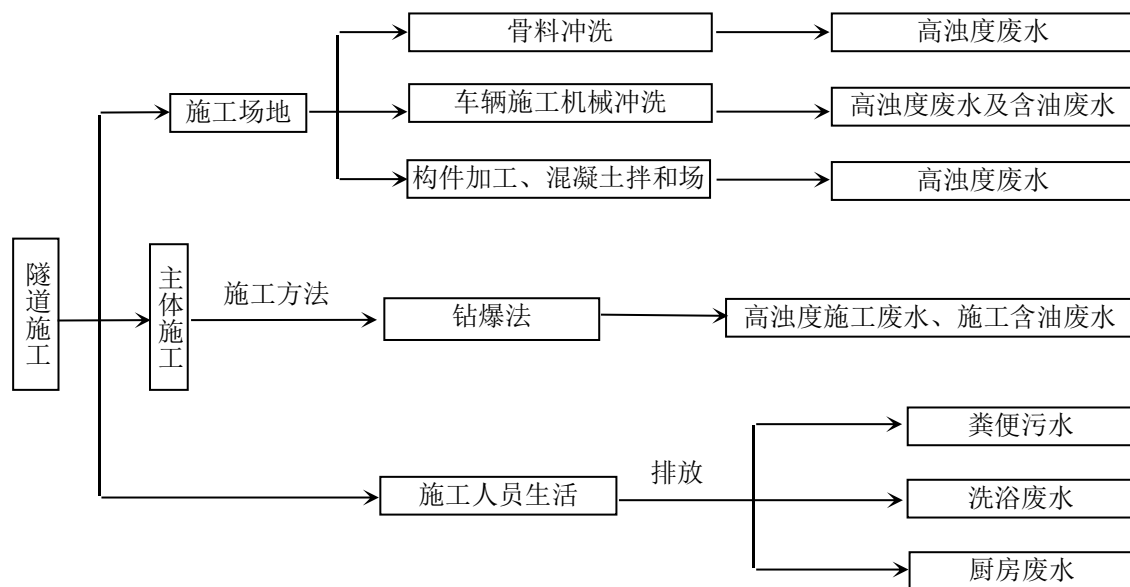 骨料冲洗
高浊度废水
施工场地
车辆施工机械冲洗
高浊度废水及含油废水
构件加工、混凝土拌和场
高浊度废水
隧道施工
主体施工
施工方法
钻爆法
高浊度施工废水、施工含油废水
施工人员生活
排放
粪便污水
洗浴废水
厨房废水